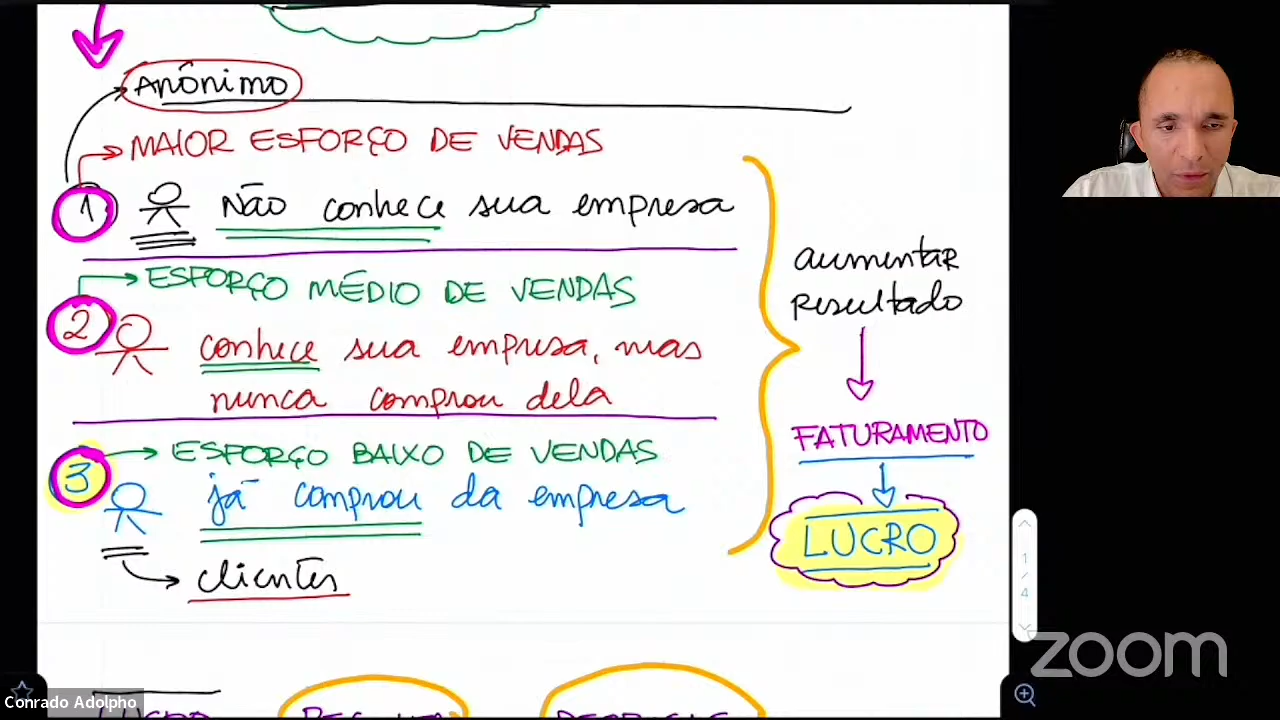 Anônimo
MAIOR ESFORÇO DE VENDAS
1 Não conhece sua empresa
ESFORÇO MÉDIO DE VENDAS
2 conhece sua empresa, mas
nunca comprou dela
ESFORÇO BAIXO DE VENDAS
3 já comprou da empresa
clientes
aumentar
resultado
FATURAMENTO
LUCRO
1
/
4
zoom
Conrado Adolpho